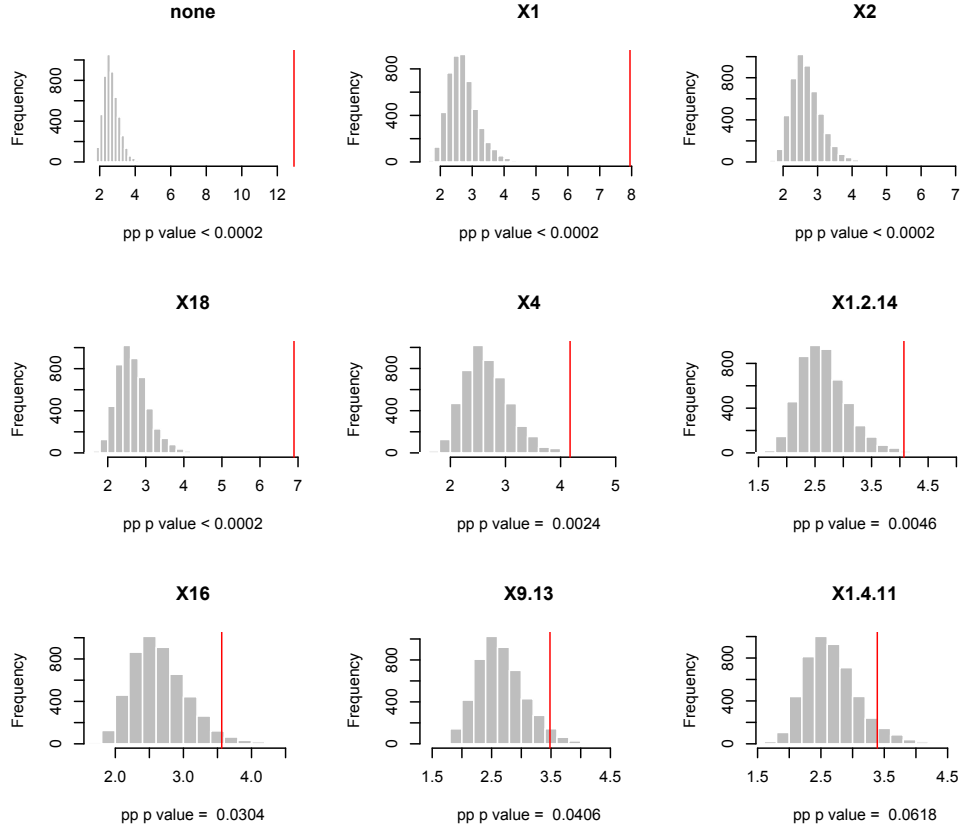 none
Frequency
0 400 800
2 4 6 8 10 12
pp p value < 0.0002
X1
Frequency
0 400 800
2 3 4 5 6 7 8
pp p value < 0.0002
X2
Frequency
0 400 800
2 3 4 5 6 7
pp p value < 0.0002
X18
Frequency
0 400 800
2 3 4 5 6 7
pp p value < 0.0002
X4
Frequency
0 400 800
2 3 4 5
pp p value = 0.0024
X1.2.14
Frequency
0 400 800
1.5 2.5 3.5 4.5
pp p value = 0.0046
X16
Frequency
0 400 800
2.0 3.0 4.0
pp p value = 0.0304
X9.13
Frequency
0 400 800
1.5 2.5 3.5 4.5
pp p value = 0.0406
X1.4.11
Frequency
0 400 800
1.5 2.5 3.5 4.5
pp p value = 0.0618